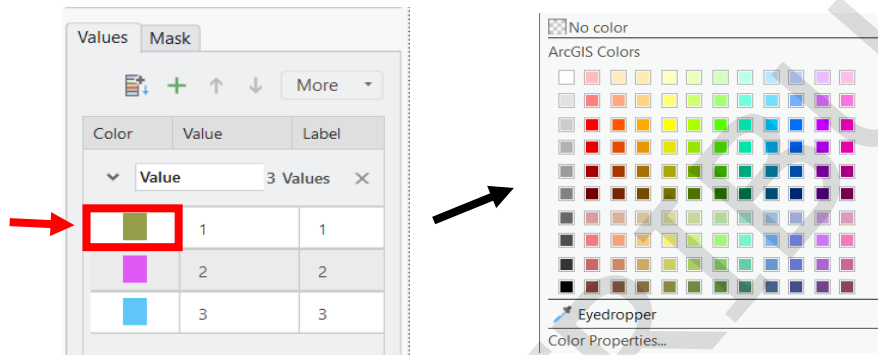 Values Mask
More
Color Value Label
Value 3 Values
1 1
2 2
3 3
No color
ArcGIS Colors
Eyedropper
Color Properties...